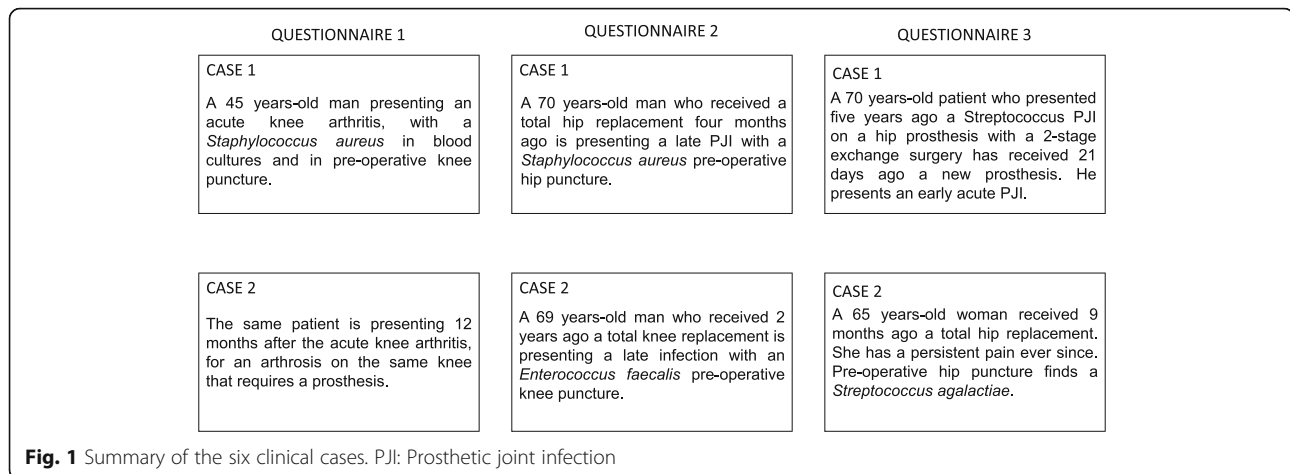 QUESTIONNAIRE 1
CASE 1
A 45 years-old man presenting an
acute knee arthritis, with a
Staphylococcus aureus in blood
cultures and in pre-operative knee
puncture.
CASE 2
The same patient is presenting 12
months after the acute knee arthritis,
for an arthrosis on the same knee
that requires a prosthesis.
QUESTIONNAIRE 2
CASE 1
A 70 years-old man who received a
total hip replacement four months
ago is presenting a late PJI with a
Staphylococcus aureus pre-operative
hip puncture.
CASE 2
A 69 years-old man who received 2
years ago a total knee replacement is
presenting a late infection with an
Enterococcus faecalis pre-operative
knee puncture.
QUESTIONNAIRE 3
CASE 1
A 70 years-old patient who presented
five years ago a Streptococcus PJI
on a hip prosthesis with a 2-stage
exchange surgery has received 21
days ago a new prosthesis. He
presents an early acute PJI.
CASE 2
A 65 years-old woman received 9
months ago a total hip replacement.
She has a persistent pain ever since.
Pre-operative hip puncture finds a
Streptococcus agalactiae.
Fig. 1 Summary of the six clinical cases. PJI: Prosthetic joint infection